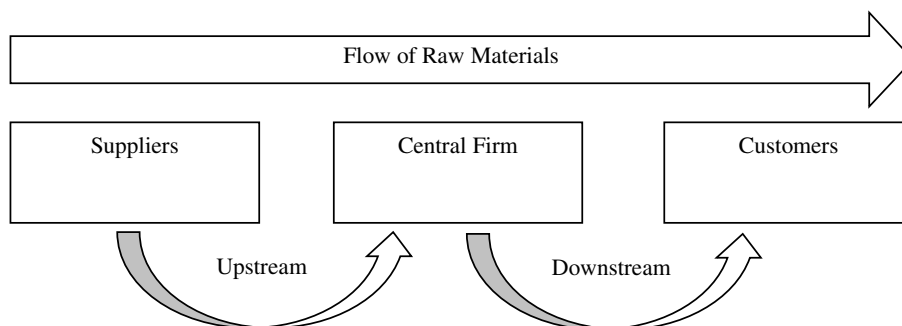 Flow of Raw Materials
Suppliers
Central Firm
Customers
Upstream
Downstream